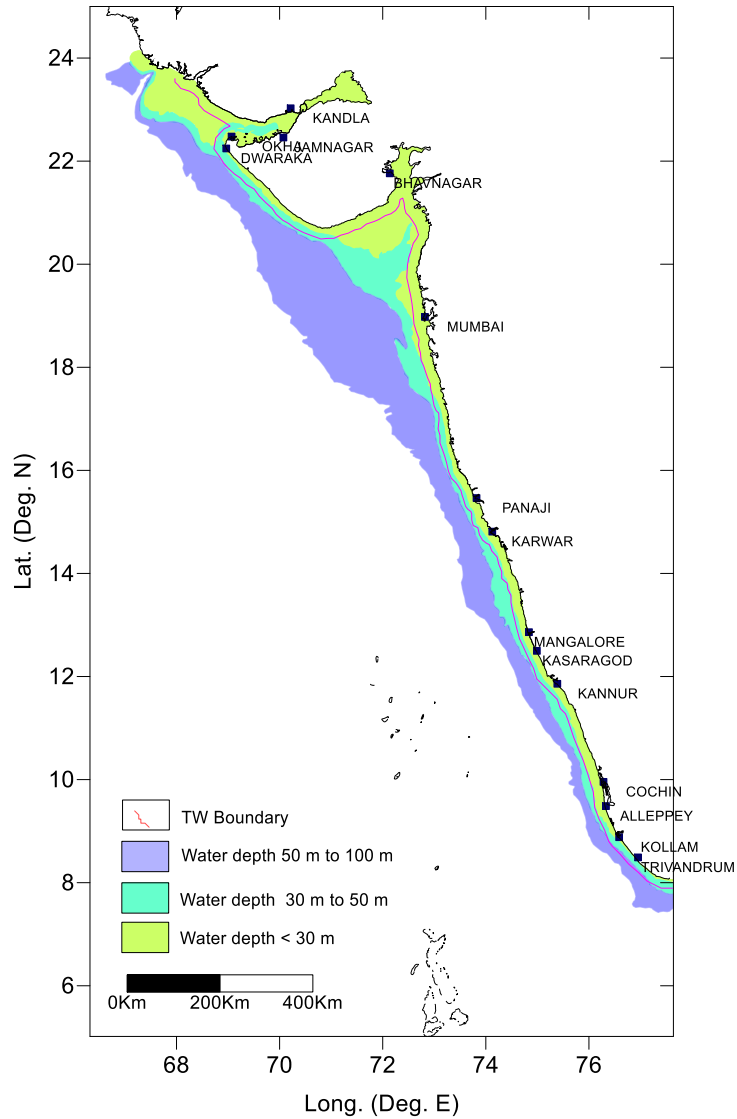 24
KANDLA
OKHA
JAMNAGAR
DWARAKA
22
BHAVNAGAR
20
MUMBAI
18
16
PANAJI
KARWAR
14
MANGALORE
KASARAGOD
12
KANNUR
10
COCHIN
ALLEPPEY
KOLLAM
TRIVANDRUM
8
6
Lat. (Deg. N)
TW Boundary
Water depth 50 m to 100 m
Water depth 30 m to 50 m
Water depth < 30 m
0Km 200Km 400Km
68 70 72 74 76
Long. (Deg. E)